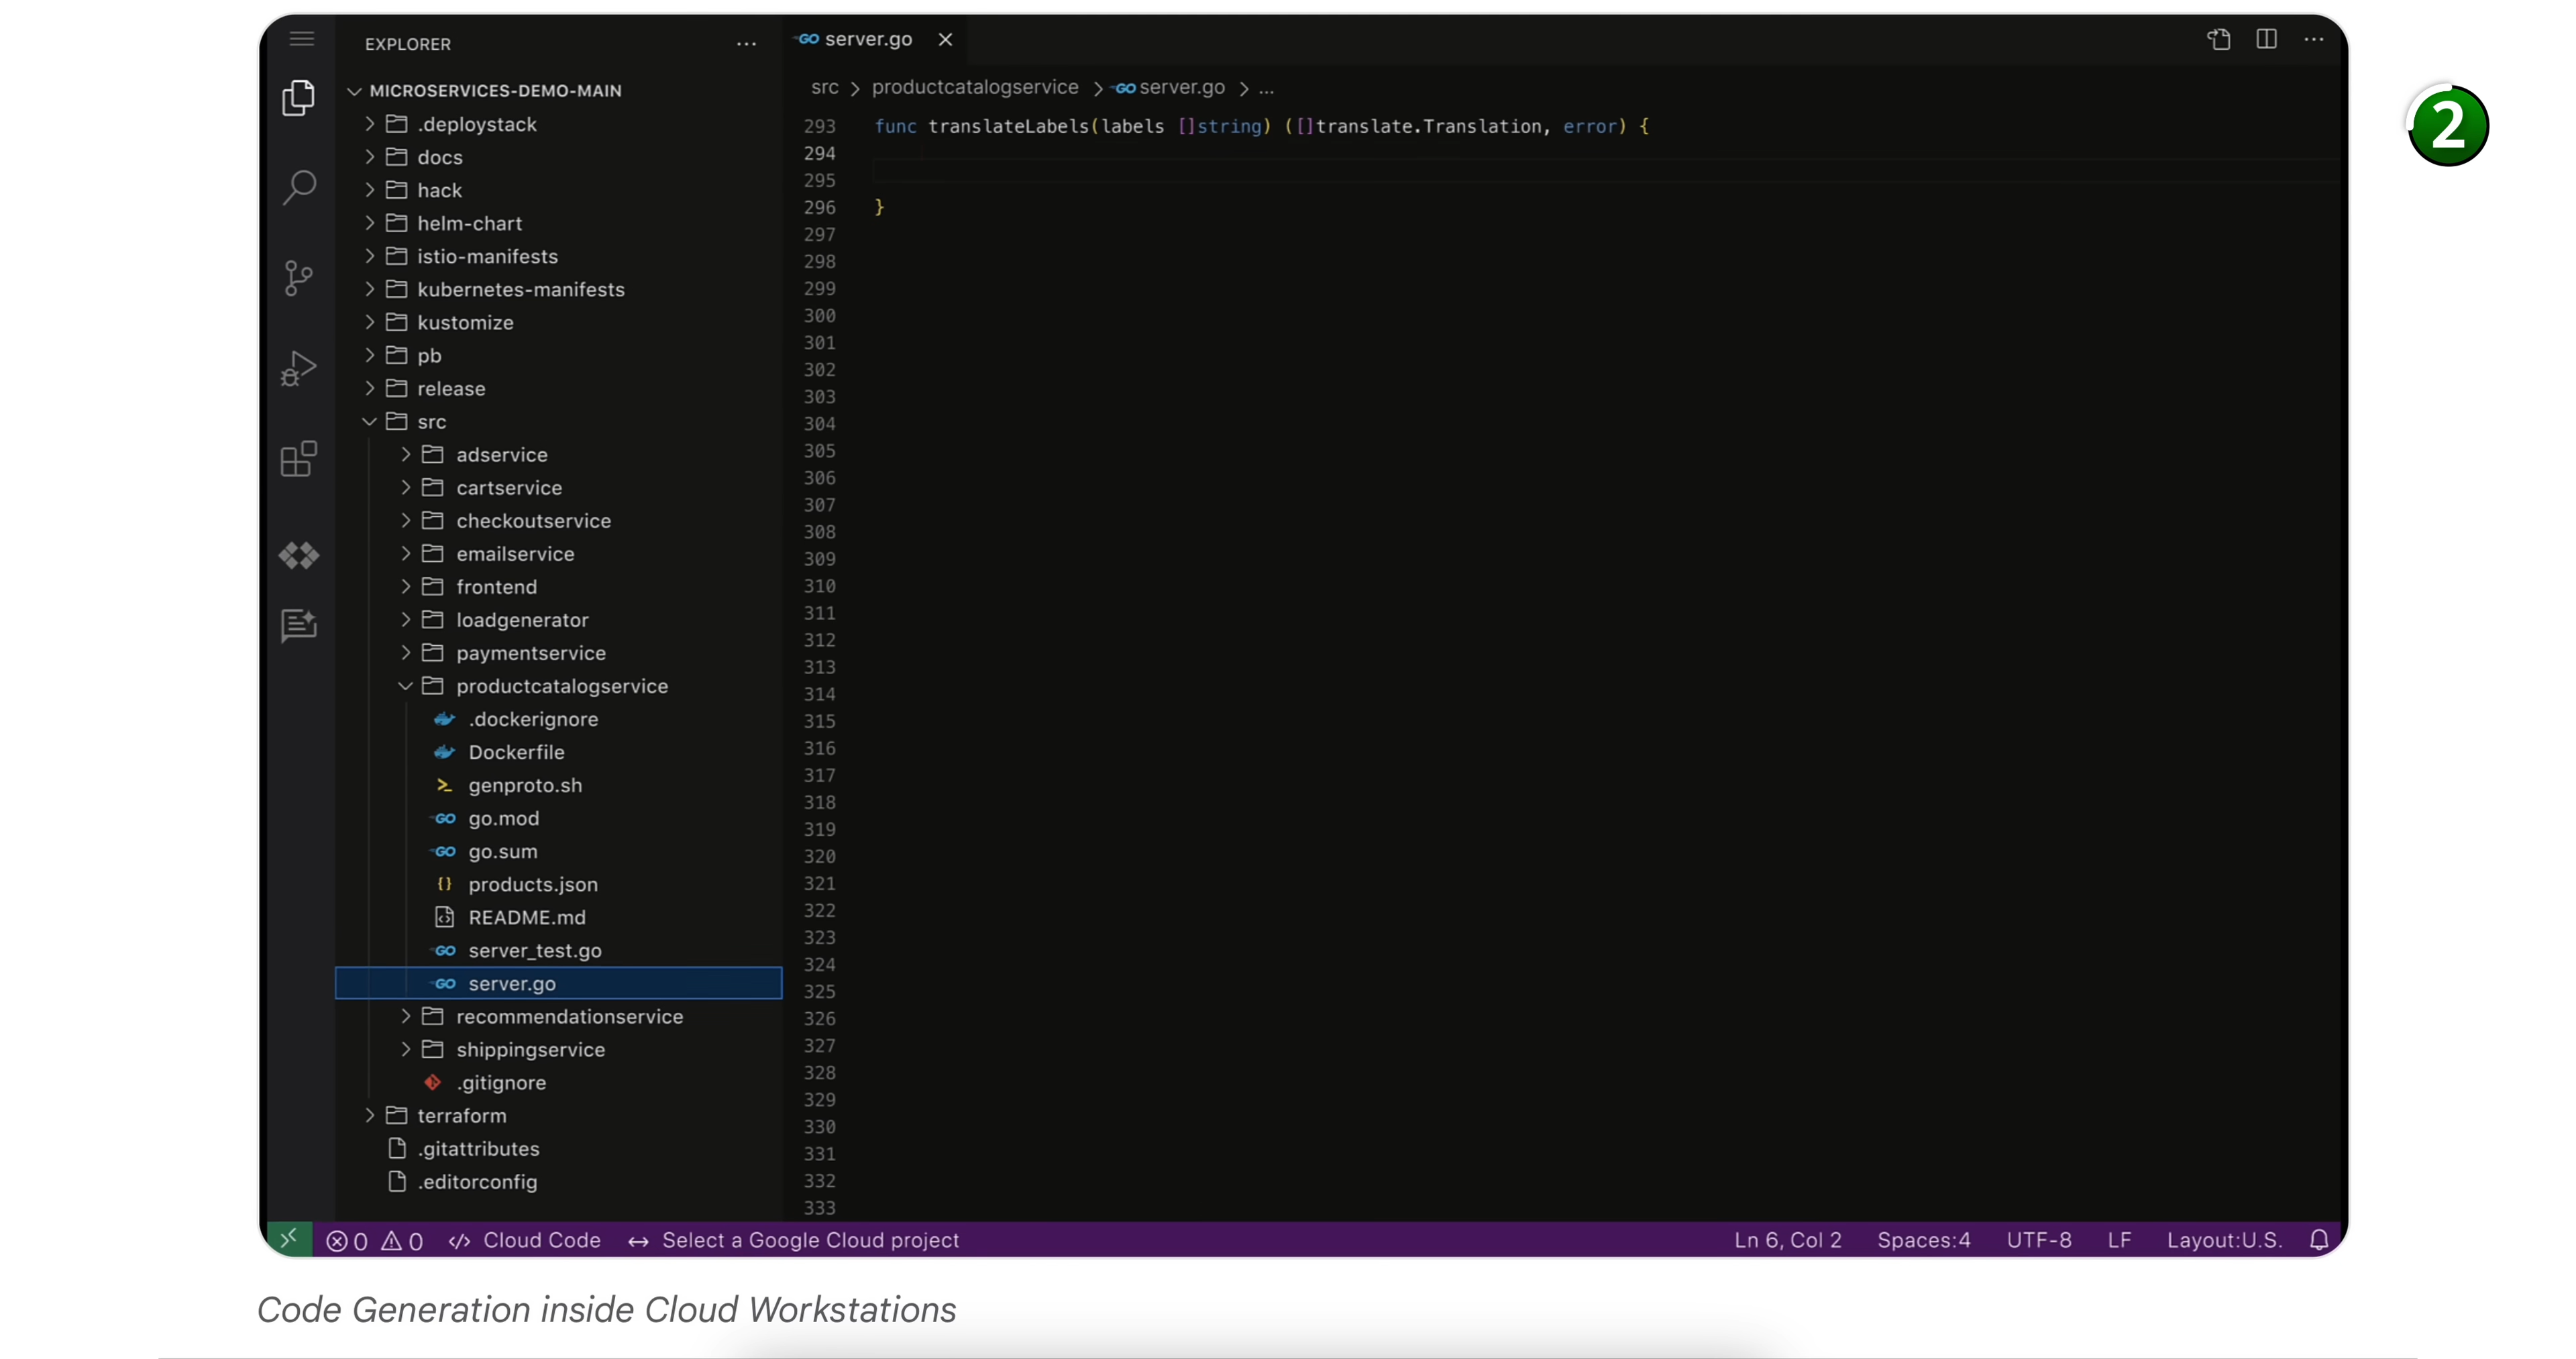 EXPLORER
MICROSERVICES-DEMO-MAIN
.deploystack
docs
hack
helm-chart
istio-manifests
kubernetes-manifests
kustomize
pb
release
src
adservice
cartservice
checkoutservice
emailservice
frontend
loadgenerator
paymentservice
productcatalogservice
.dockerignore
Dockerfile
genproto.sh
GO go.mod
GO go.sum
{} products.json
README.md
GO server_test.go
GO server.go
recommendationservice
shippingservice
.gitignore
terraform
.gitattributes
.editorconfig
GO server.go
src > productcatalogservice > GO server.go > ...
293 func translateLabels(labels []string) ([]translate.Translation, error) {
294
295
296 }
297
298
299
300
301
302
303
304
305
306
307
308
309
310
311
312
313
314
315
316
317
318
319
320
321
322
323
324
325
326
327
328
329
330
331
332
333
0 0 </> Cloud Code Select a Google Cloud project Ln 6, Col 2 Spaces:4 UTF-8 LF Layout:U.S.
2
Code Generation inside Cloud Workstations